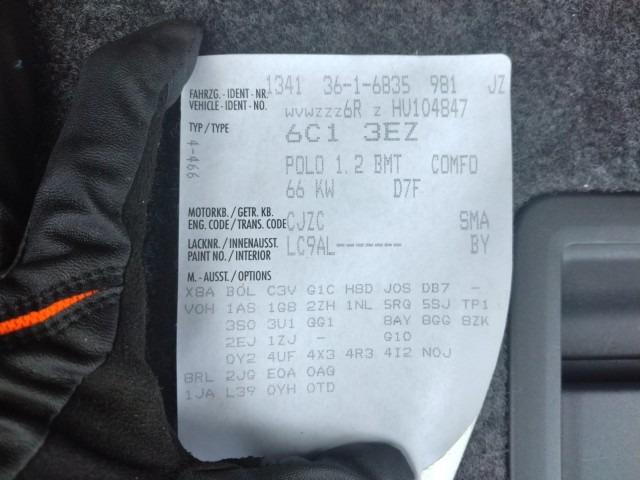 1341 36-1-6835 981 JZ
FAHRZG. - IDENT - NR.
VEHICLE - IDENT - NO. WVWZZZ6R Z HU104847
TYP / TYPE 6C1 3EZ
4-466
POLO 1.2 BMT COMFO
66 KW D7F
MOTORKB. / GETR. KB.
ENG. CODE / TRANS. CODE CJZC SMA
LACKNR. / INNENAUSST.
PAINT NO. / INTERIOR LC9AL---- BY
M. - AUSST. / OPTIONS
X8A B0L C3V G1C H8D J0S D87 -
V0H 1AS 1G8 2ZH 1NL 5RQ 5SJ TP1
3S0 3U1 GG1 8AY 8GG 8ZK
2EJ 1ZJ - G10
0Y2 4UF 4X3 4R3 4I2 N0J
8RL 2JG E0A 0AG
1JA L39 0YH 0TD